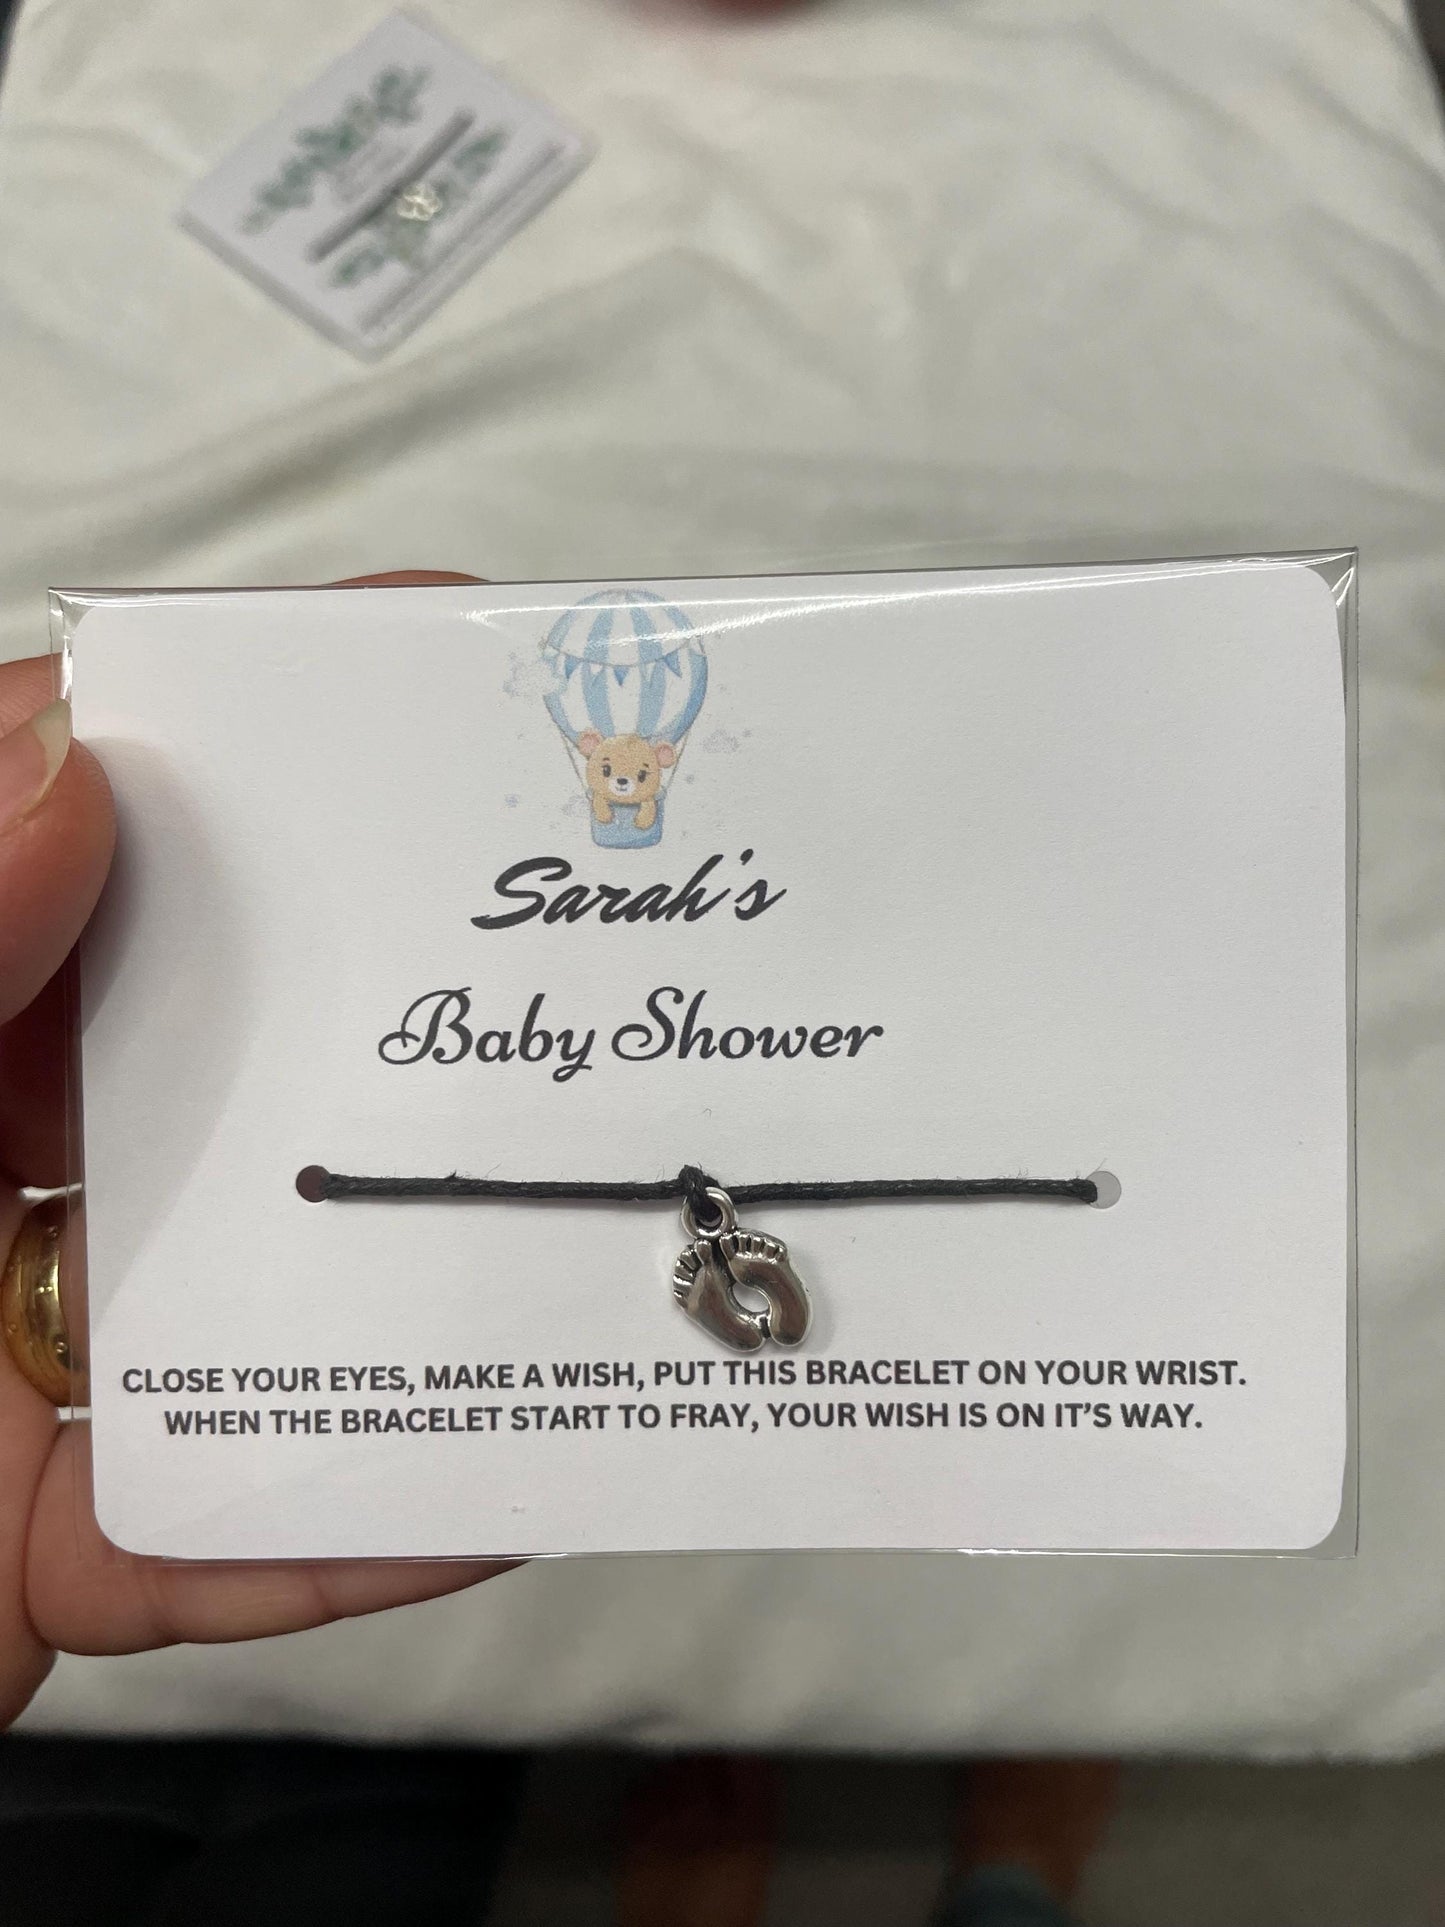 Sarah's
Baby Shower
CLOSE YOUR EYES, MAKE A WISH, PUT THIS BRACELET ON YOUR WRIST.
WHEN THE BRACELET START TO FRAY, YOUR WISH IS ON IT'S WAY.